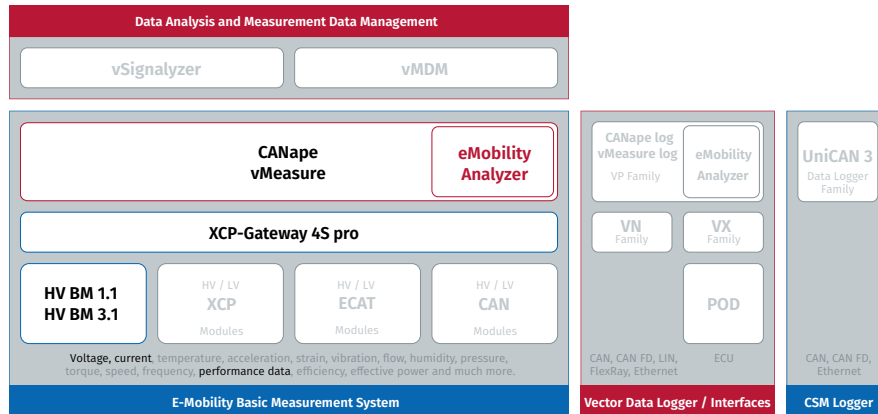 Data Analysis and Measurement Data Management
vSignalyzer
vMDM
CANape
vMeasure
eMobility
Analyzer
XCP-Gateway 4S pro
HV BM 1.1
HV BM 3.1
HV / LV
XCP
Modules
HV / LV
ECAT
Modules
HV / LV
CAN
Modules
Voltage, current, temperature, acceleration, strain, vibration, flow, humidity, pressure,
torque, speed, frequency, performance data, efficiency, effective power and much more.
E-Mobility Basic Measurement System
CANape log
vMeasure log
VP Family
eMobility
Analyzer
VN
Family
VX
Family
POD
CAN, CAN FD, LIN,
FlexRay, Ethernet
ECU
Vector Data Logger / Interfaces
UniCAN 3
Data Logger
Family
CAN, CAN FD,
Ethernet
CSM Logger